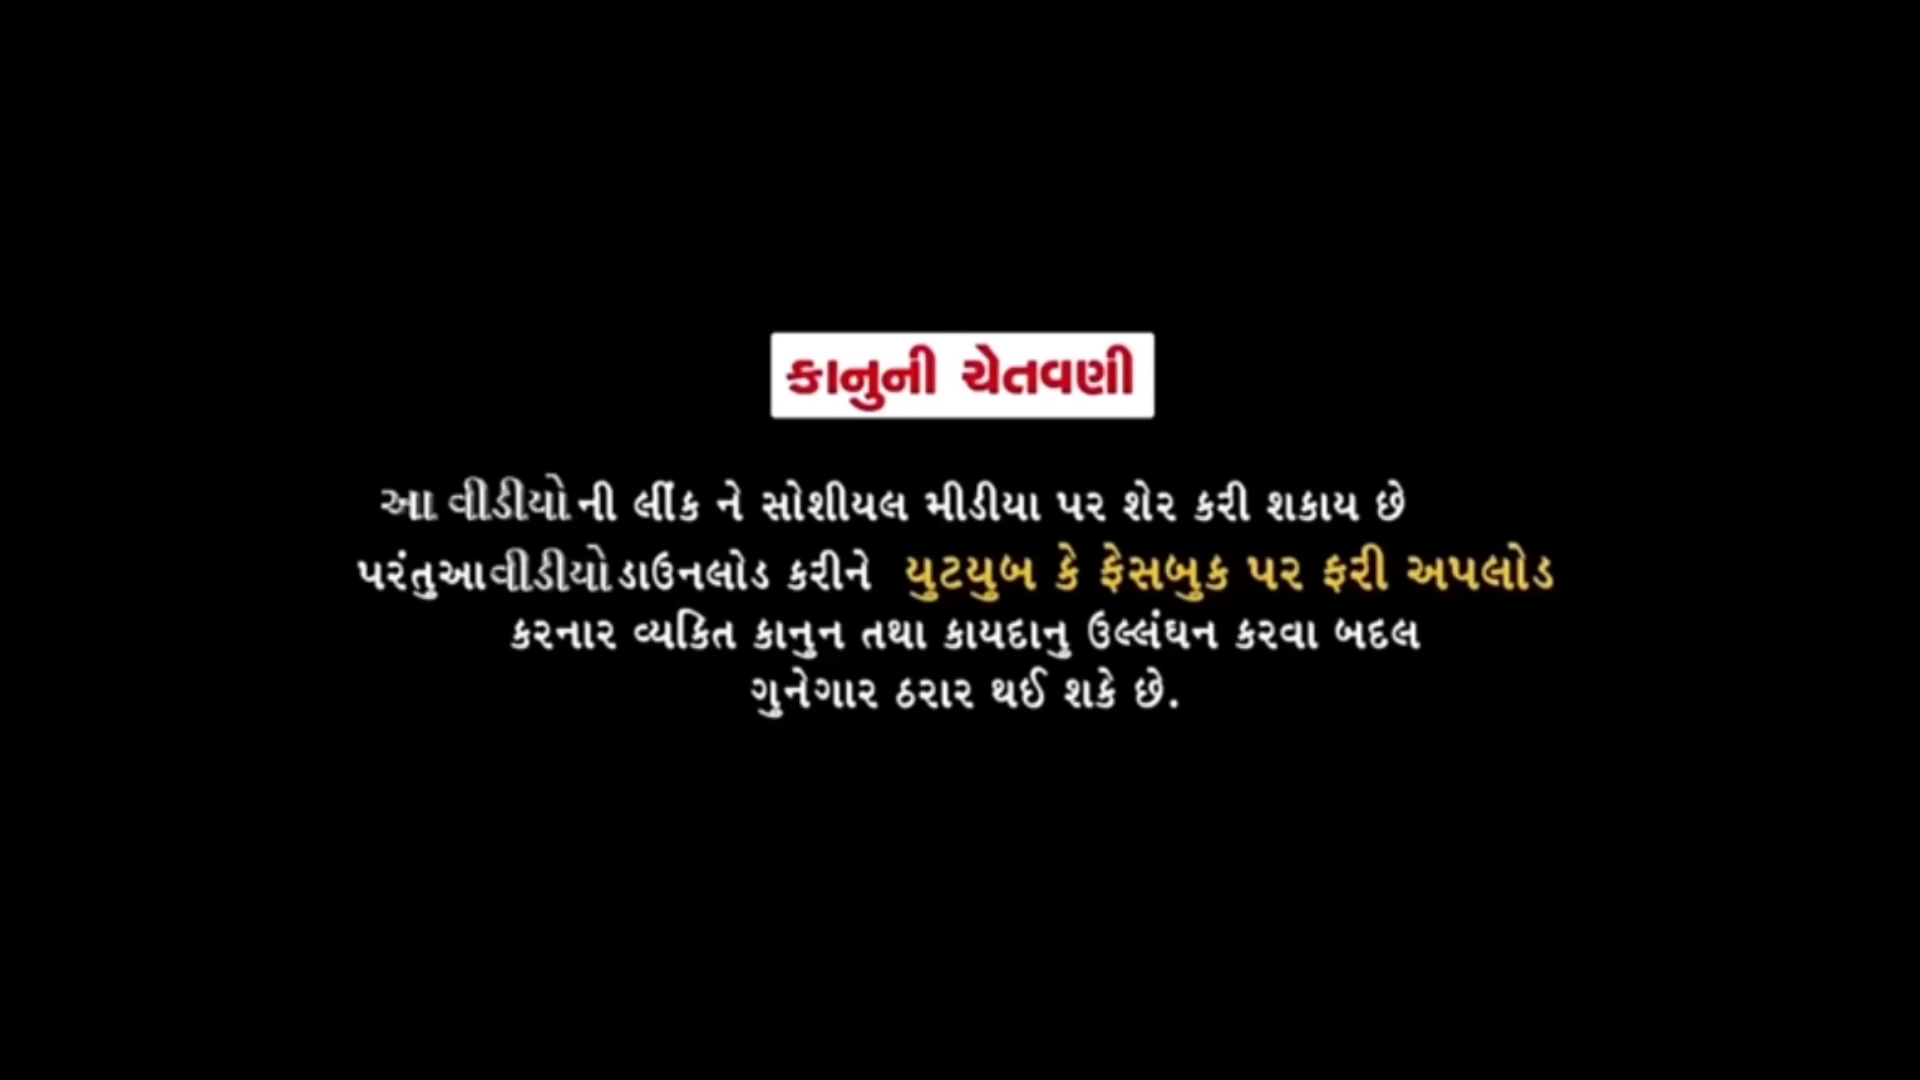 કાનુની ચેતવણી
આ વીડીયો ની લીંક ને સોશીયલ મીડીયા પર શેર કરી શકાય છે
પરંતુઆવીડીયો ડાઉનલોડ કરીને યુટયુબ કે ફેસબુક પર ફરી અપલોડ
કરનાર વ્યકિત કાનુન તથા કાયદાનુ ઉલ્લંઘન કરવા બદલ
ગુનેગાર ઠરાર થઈ શકે છે.